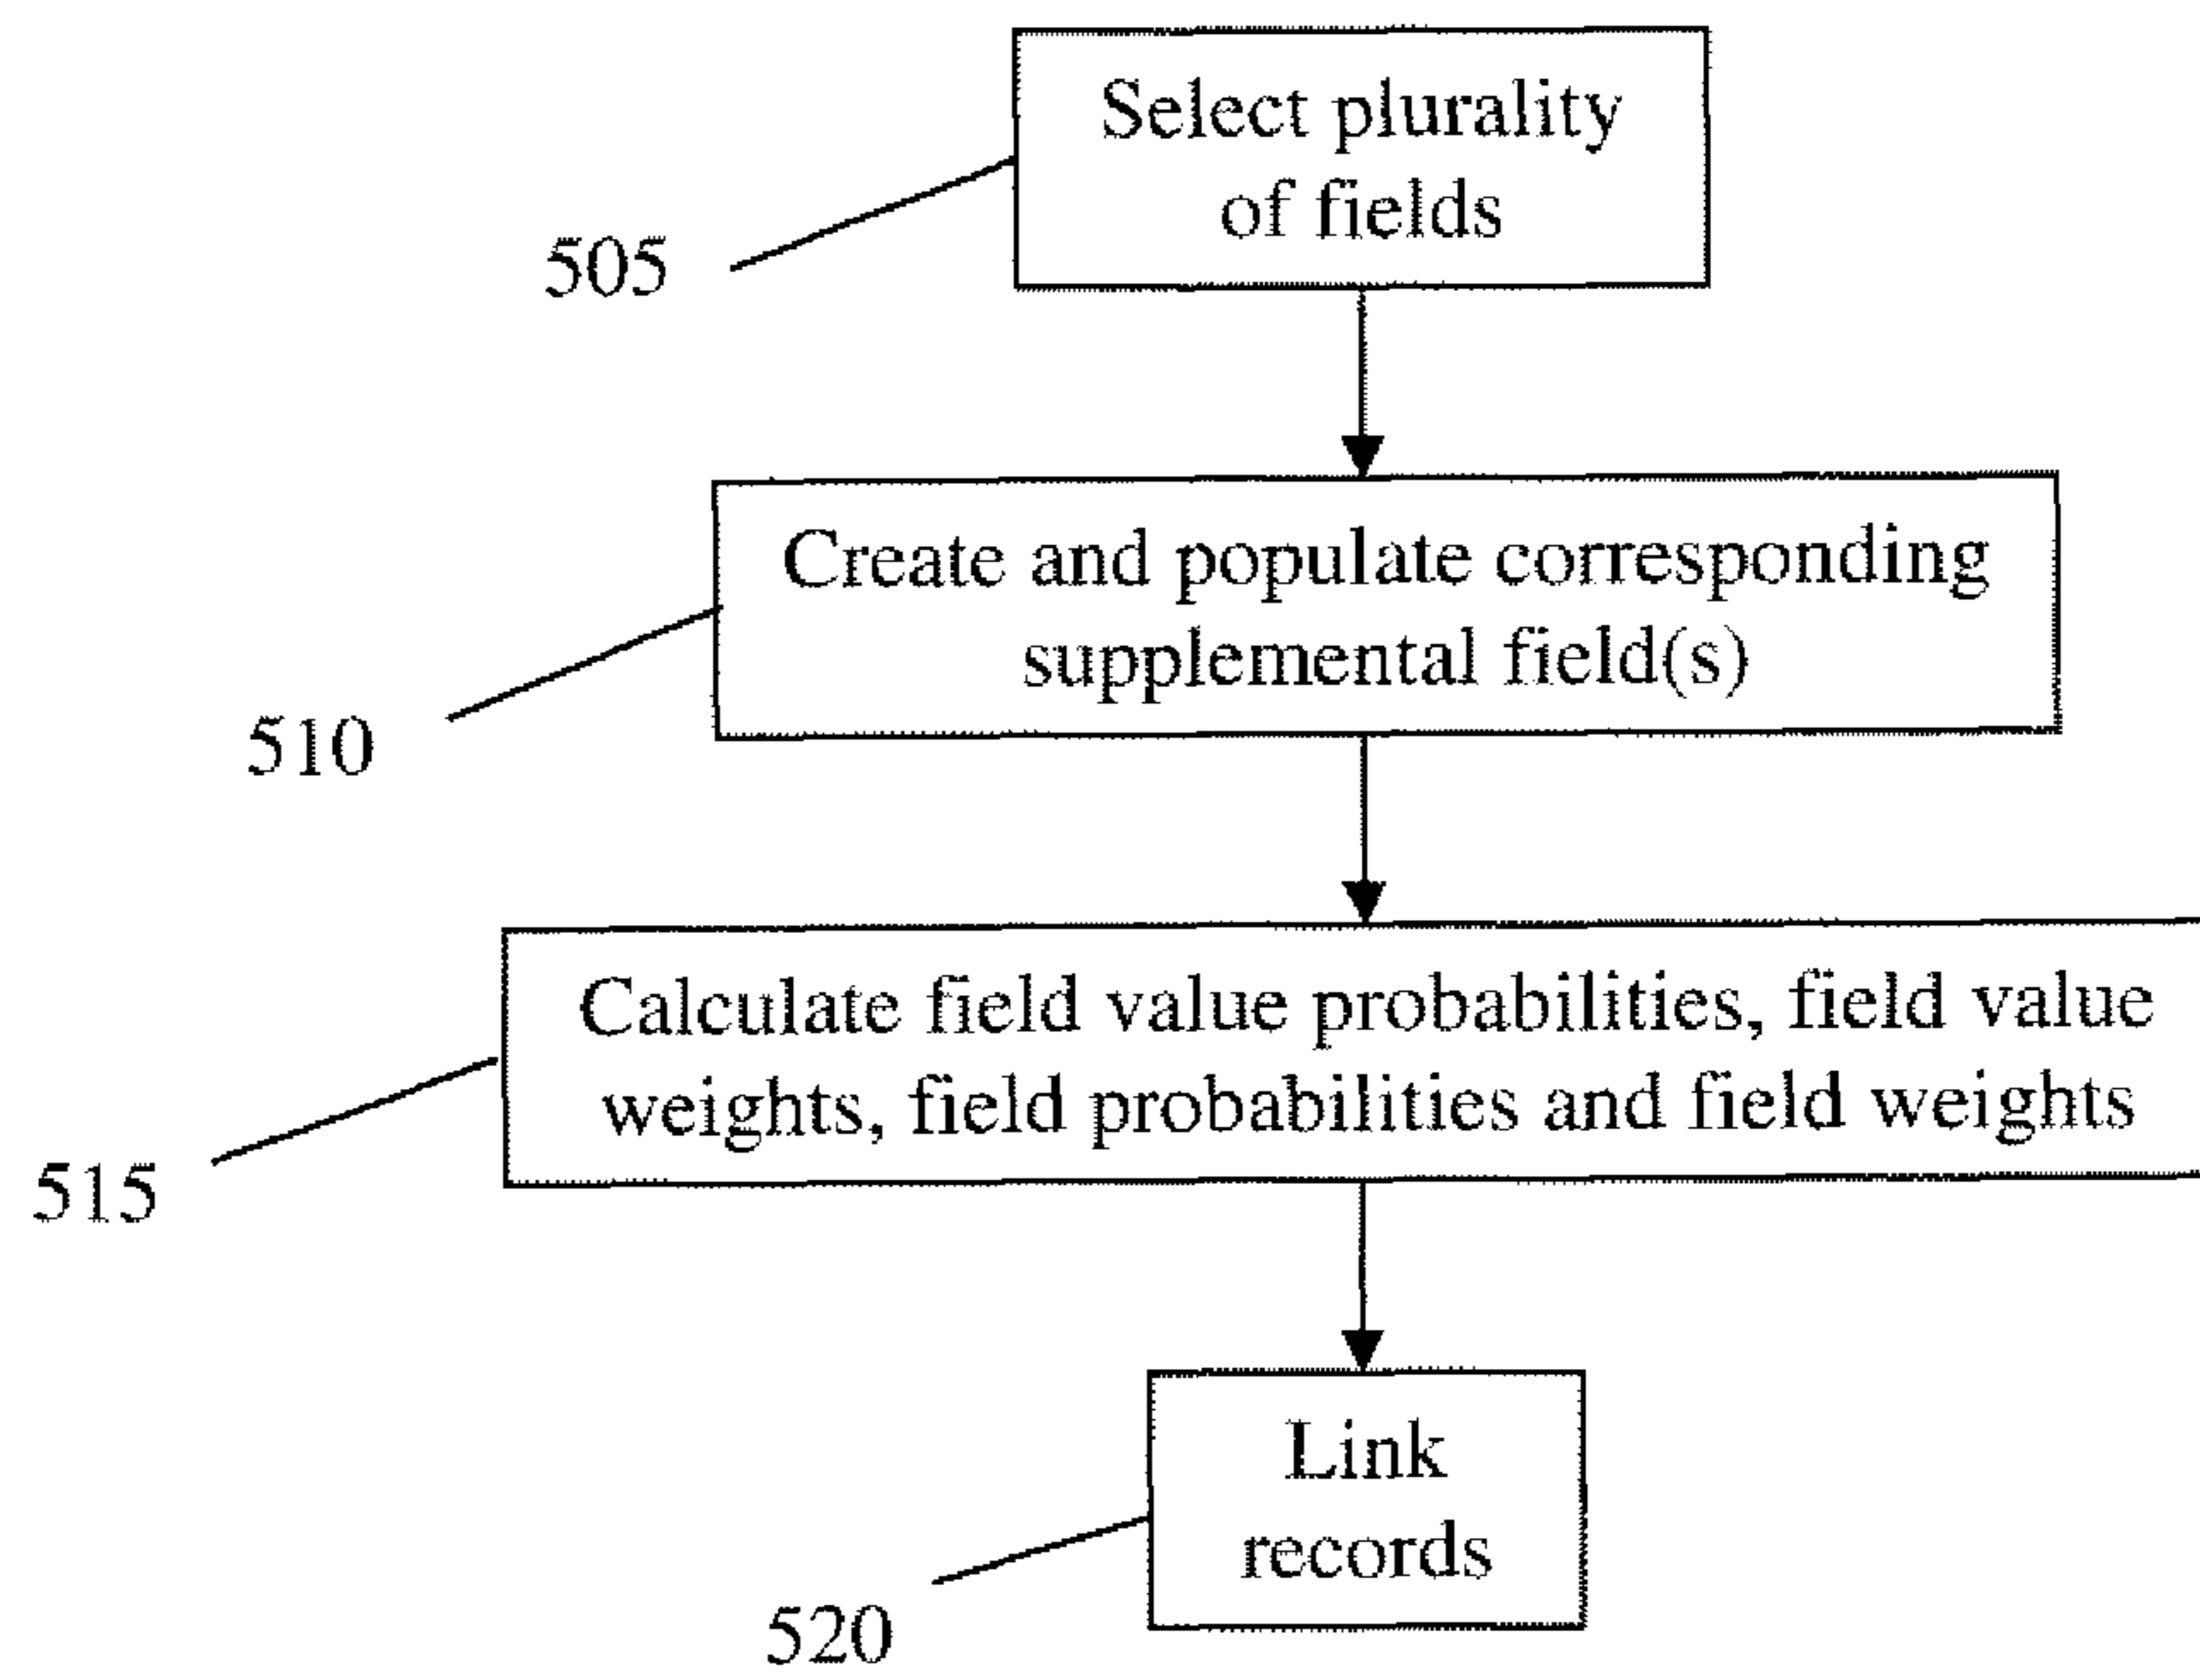 Select plurality
of fields
505
Create and populate corresponding
supplemental field(s)
510
Calculate field value probabilities, field value
weights, field probabilities and field weights
515
Link
records
520